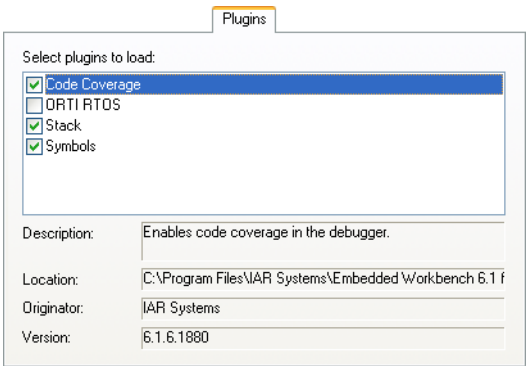 Plugins
Select plugins to load:
Code Coverage
ORTI RTOS
Stack
Symbols
Description: Enables code coverage in the debugger.
Location: C:\Program Files\IAR Systems\Embedded Workbench 6.1 f
Originator: IAR Systems
Version: 6.1.6.1880